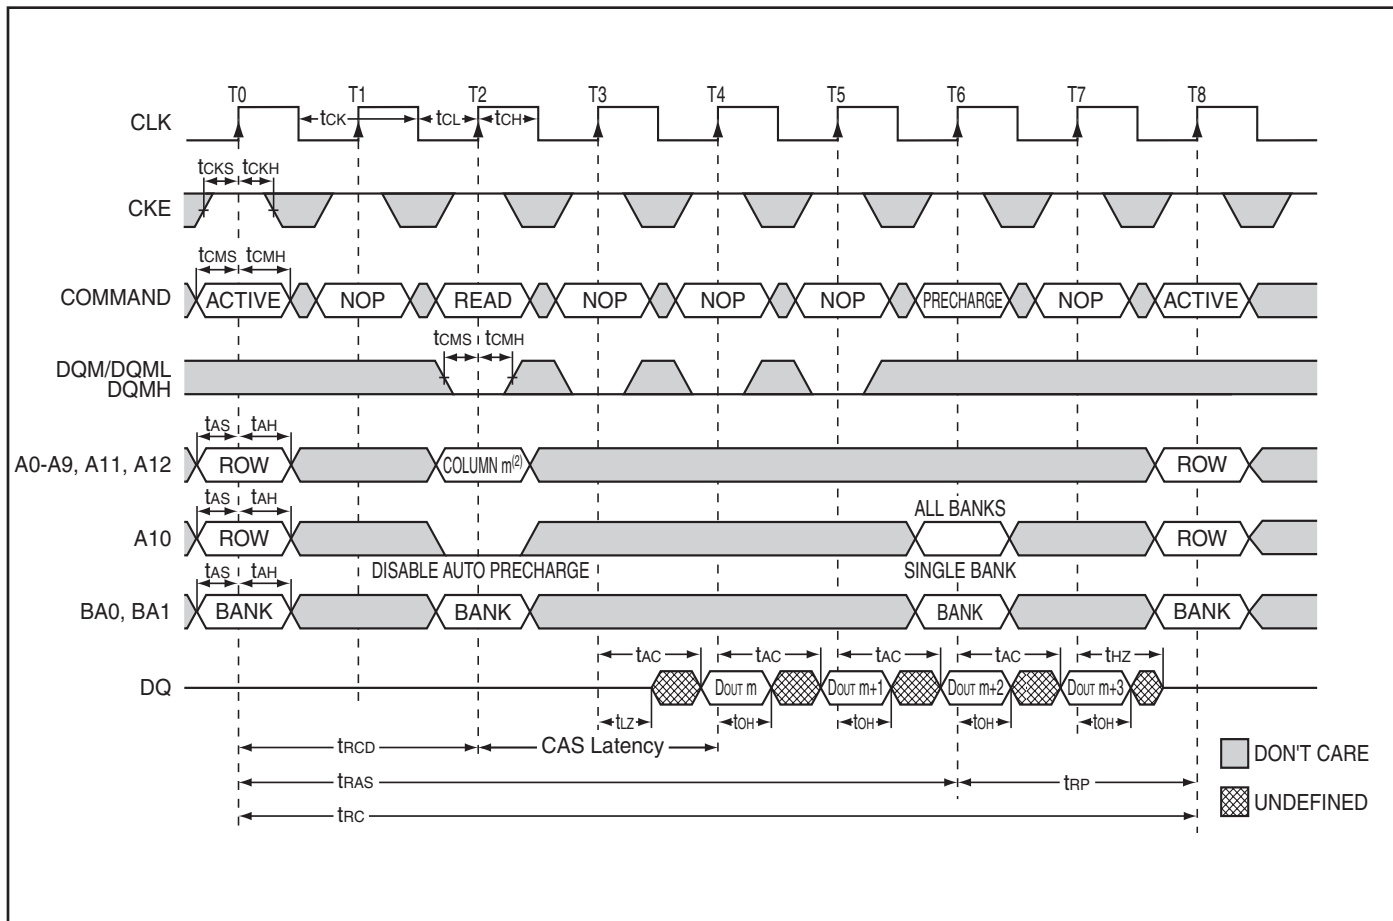 T0 T1 T2 T3 T4 T5 T6 T7 T8
CLK tCK tCL tCH
tCKS tCKH
CKE
tCMS tCMH
COMMAND ACTIVE NOP READ NOP NOP NOP PRECHARGE NOP ACTIVE
tCMS tCMH
DQM/DQML
DQMH
tAS tAH
A0-A9, A11, A12 ROW COLUMN m(2) ROW
tAS tAH ALL BANKS
A10 ROW ROW
DISABLE AUTO PRECHARGE SINGLE BANK
tAS tAH
BA0, BA1 BANK BANK BANK BANK
tAC tAC tAC tAC tHZ
DQ DOUT m DOUT m+1 DOUT m+2 DOUT m+3
tLZ tOH tOH tOH tOH
tRCD CAS Latency
DON'T CARE
tRAS tRP
UNDEFINED
tRC